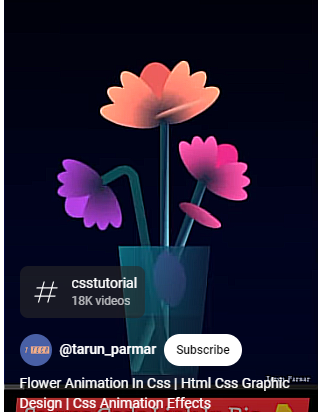 csstutorial
18K videos
@tarun_parmar
Subscribe
Flower Animation In Css | Html Css Graphic
Design | Css Animation Effects